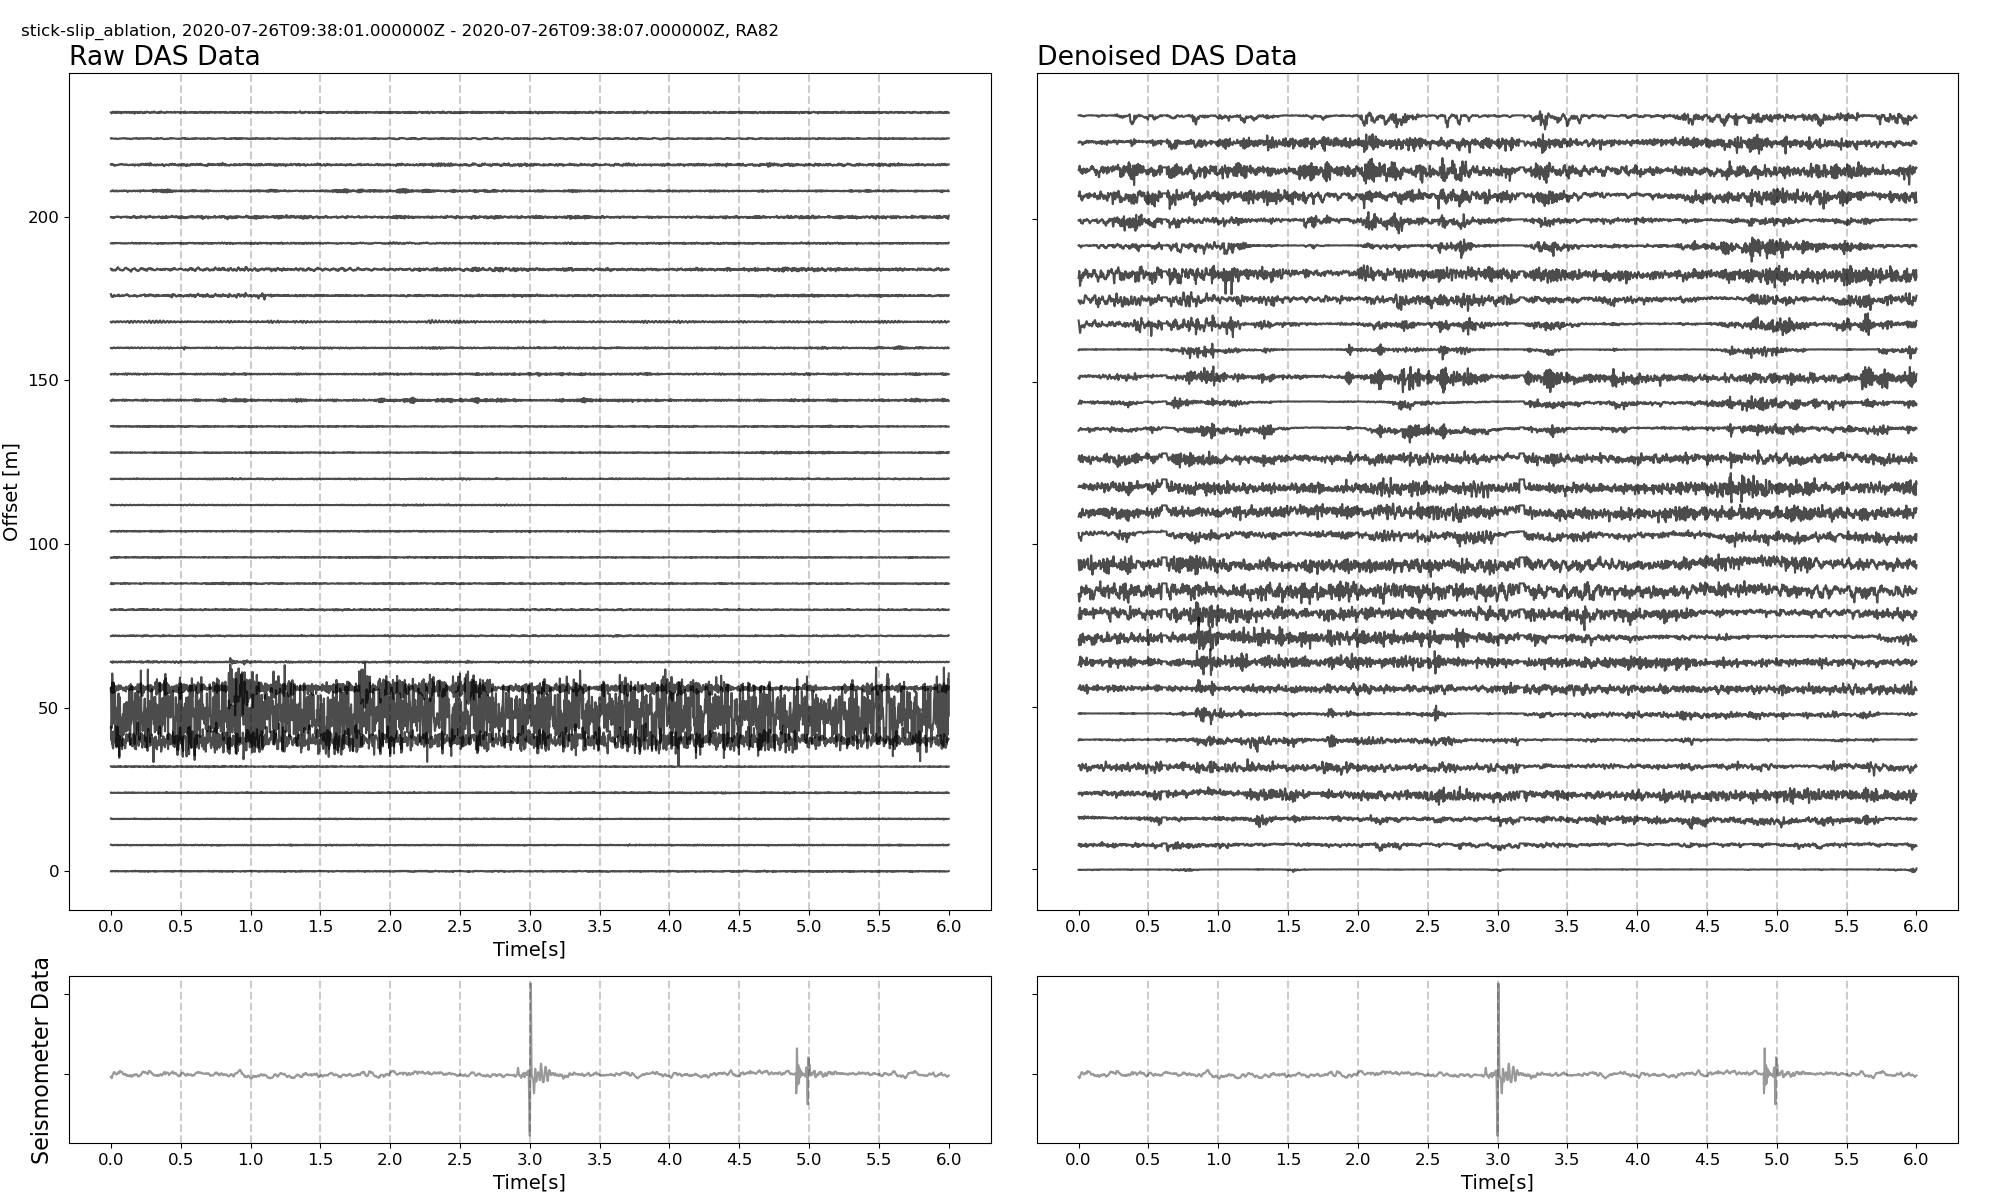 stick-slip_ablation, 2020-07-26T09:38:01.000000Z - 2020-07-26T09:38:07.000000Z, RA82
Raw DAS Data
Denoised DAS Data
Offset [m]
200
150
100
50
0
0.0 0.5 1.0 1.5 2.0 2.5 3.0 3.5 4.0 4.5 5.0 5.5 6.0
Time[s]
0.0 0.5 1.0 1.5 2.0 2.5 3.0 3.5 4.0 4.5 5.0 5.5 6.0
Seismometer Data
0.0 0.5 1.0 1.5 2.0 2.5 3.0 3.5 4.0 4.5 5.0 5.5 6.0
Time[s]
0.0 0.5 1.0 1.5 2.0 2.5 3.0 3.5 4.0 4.5 5.0 5.5 6.0
Time[s]